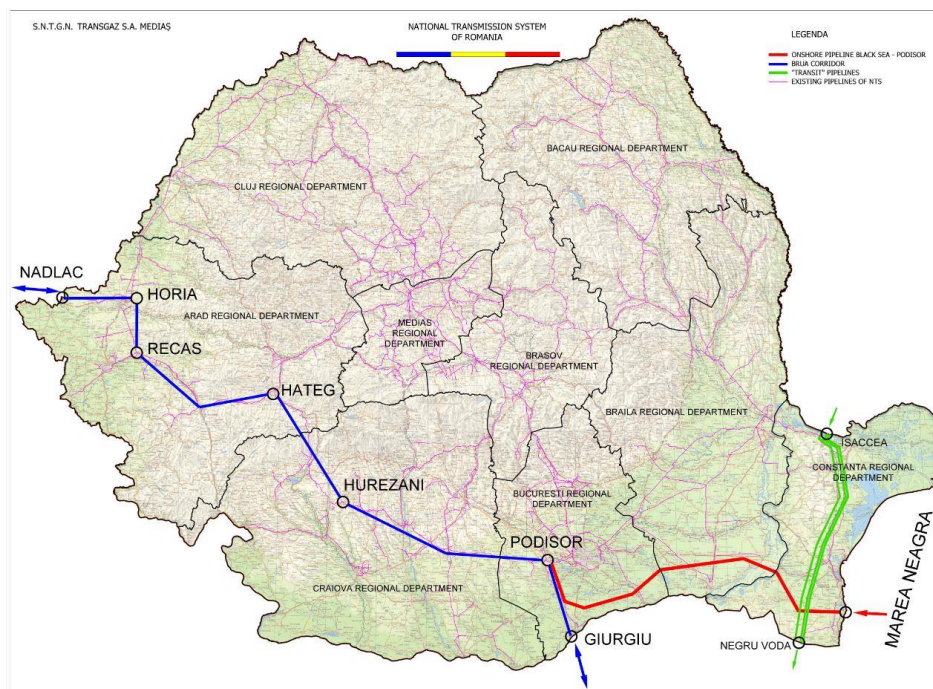 S.N.T.G.N. TRANSGAZ S.A. MEDIAȘ
NATIONAL TRANSMISSION SYSTEM
OF ROMANIA
LEGENDA
ONSHORE PIPELINE BLACK SEA - PODISOR
BRUA CORRIDOR
"TRANSIT" PIPELINES
EXISTING PIPELINES OF NTS
BACAU REGIONAL DEPARTMENT
CLUJ REGIONAL DEPARTMENT
NADLAC
HORIA
ARAD REGIONAL DEPARTMENT
MEDIAS
REGIONAL
DEPARTMENT
RECAS
BRASOV
REGIONAL DEPARTMENT
HATEG
BRAILA REGIONAL DEPARTMENT
ISACCEA
CONSTANTA REGIONAL
DEPARTMENT
HUREZANI
BUCURESTI REGIONAL
DEPARTMENT
PODISOR
CRAIOVA REGIONAL DEPARTMENT
MAREA NEAGRA
GIURGIU
NEGRU VODA